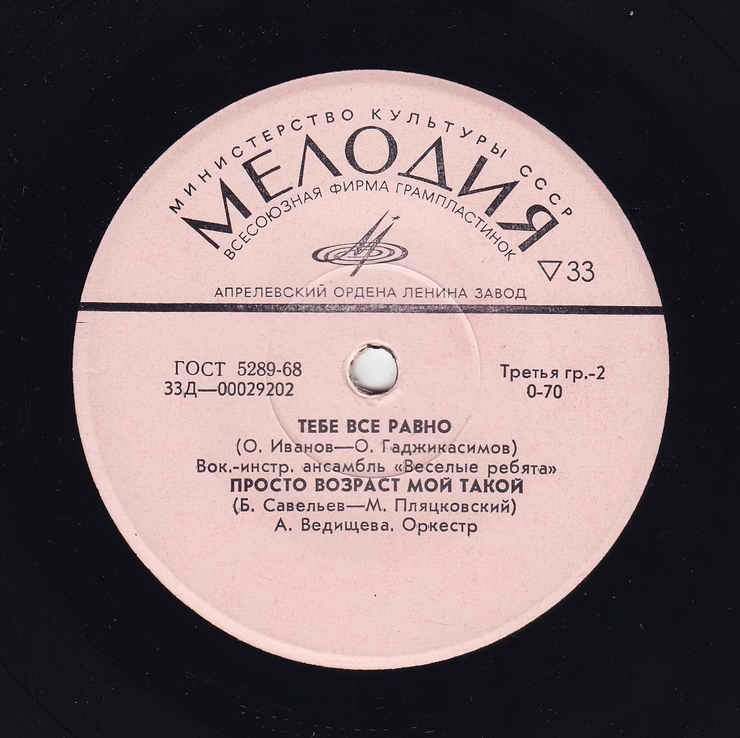 МИНИСТЕРСТВО КУЛЬТУРЫ СССР
МЕЛОДИЯ
ВСЕСОЮЗНАЯ ФИРМА ГРАМПЛАСТИНОК
▽33
АПРЕЛЕВСКИЙ ОРДЕНА ЛЕНИНА ЗАВОД
ГОСТ 5289-68
Третья гр.-2
33Д—00029202
0-70
ТЕБЕ ВСЕ РАВНО
(О. Иванов—О. Гаджикасимов)
Вок.-инстр. ансамбль «Веселые ребята»
ПРОСТО ВОЗРАСТ МОЙ ТАКОЙ
(Б. Савельев—М. Пляцковский)
А. Ведищева. Оркестр